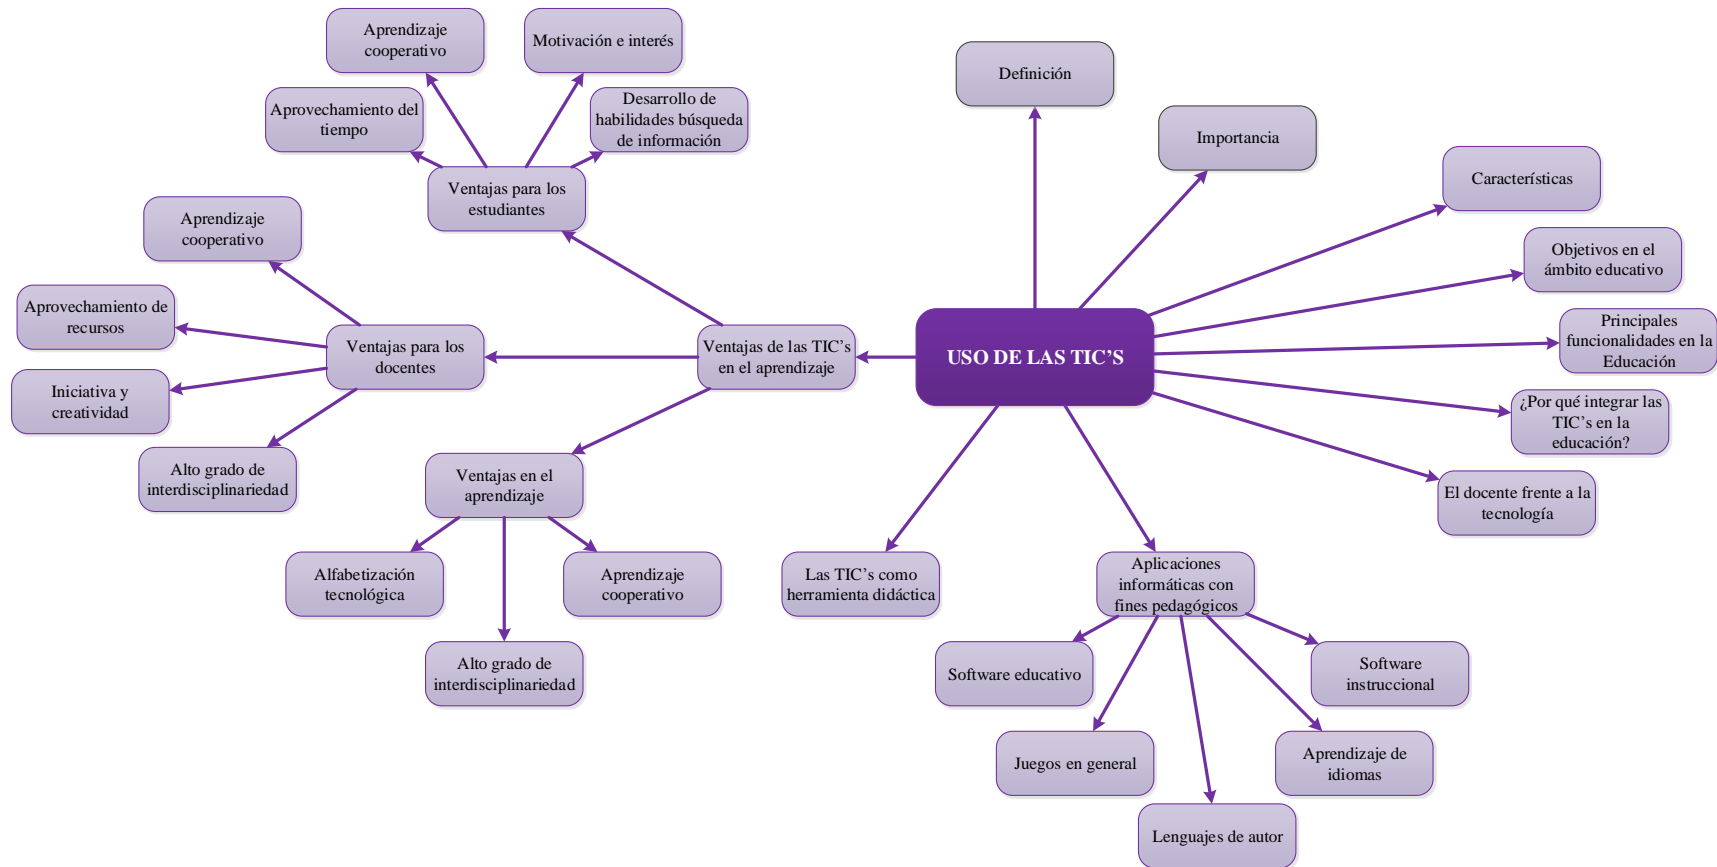 Aprendizaje
cooperativo
Motivación e interés
Aprovechamiento del
tiempo
Desarrollo de
habilidades búsqueda
de información
Ventajas para los
estudiantes
Aprendizaje
cooperativo
Aprovechamiento de
recursos
Iniciativa y
creatividad
Alto grado de
interdisciplinariedad
Ventajas para los
docentes
Ventajas de las TIC’s
en el aprendizaje
Ventajas en el
aprendizaje
Alfabetización
tecnológica
Alto grado de
interdisciplinariedad
Aprendizaje
cooperativo
USO DE LAS TIC’S
Definición
Importancia
Características
Objetivos en el
ámbito educativo
Principales
funcionalidades en la
Educación
¿Por qué integrar las
TIC’s en la
educación?
El docente frente a la
tecnología
Las TIC’s como
herramienta didáctica
Aplicaciones
informáticas con
fines pedagógicos
Software educativo
Juegos en general
Lenguajes de autor
Aprendizaje de
idiomas
Software
instruccional